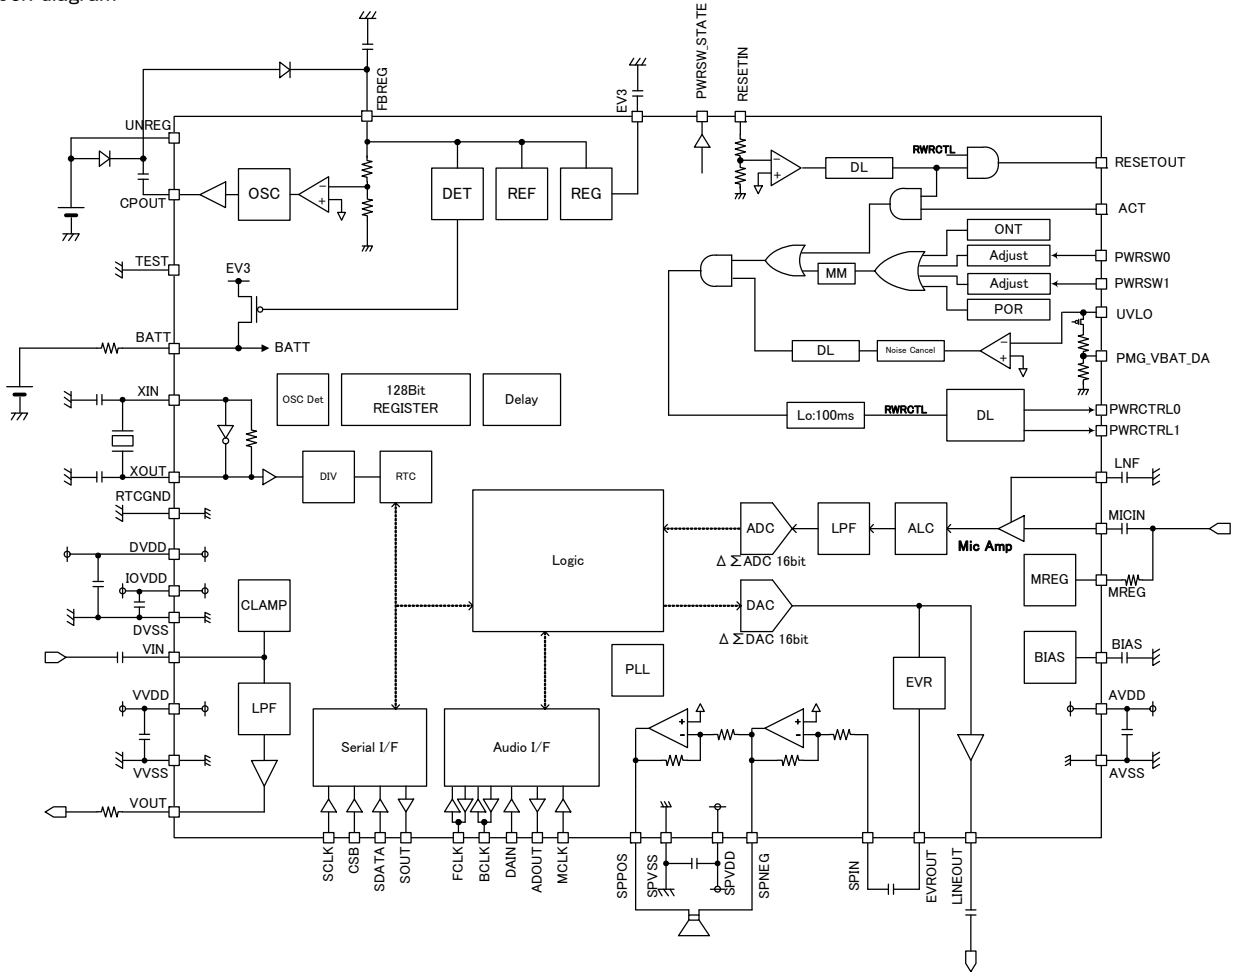 PWRSW_STATE
RESETIN
FBREG
EV3
UNREG
RWRCTL
RESETOUT
DL
OSC
DET
REF
REG
CPOUT
ACT
ONT
TEST
EV3
Adjust
PWRSW0
MM
Adjust
PWRSW1
POR
UVLO
BATT
BATT
DL
Noise Cancel
PMG_VBAT_DA
XIN
OSC Det
128Bit
REGISTER
Delay
Lo:100ms
RWRCTL
DL
PWRCTRL0
PWRCTRL1
XOUT
DIV
RTC
LNF
RTCGND
MICIN
ADC
LPF
ALC
Mic Amp
DVDD
Logic
ΔΣADC 16bit
IOVDD
MREG
MREG
CLAMP
DAC
DVSS
ΔΣDAC 16bit
VIN
PLL
EVR
BIAS
BIAS
VVDD
LPF
AVDD
Serial I/F
Audio I/F
VVSS
AVSS
VOUT
SCLK
CSB
SDATA
SOUT
FCLK
BCLK
DAIN
ADOUT
MCLK
SPPOS
SPVSS
SPVDD
SPNEG
SPIN
EVROUT
LINEOUT